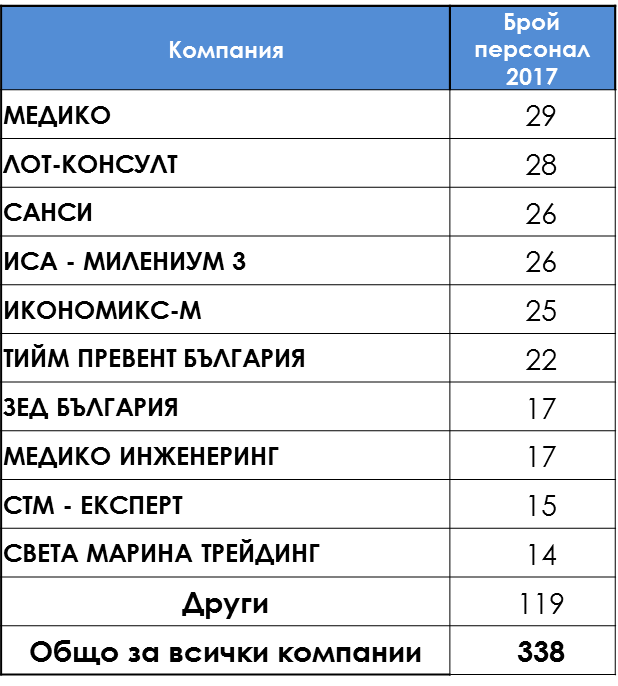 Компания
Брой
персонал
2017
МЕДИКО 29
ЛОТ-КОНСУЛТ 28
САНСИ 26
ИСА - МИЛЕНИУМ 3 26
ИКОНОМИКС-М 25
ТИЙМ ПРЕВЕНТ БЪЛГАРИЯ 22
ЗЕД БЪЛГАРИЯ 17
МЕДИКО ИНЖЕНЕРИНГ 17
СТМ - ЕКСПЕРТ 15
СВЕТА МАРИНА ТРЕЙДИНГ 14
Други 119
Общо за всички компании 338